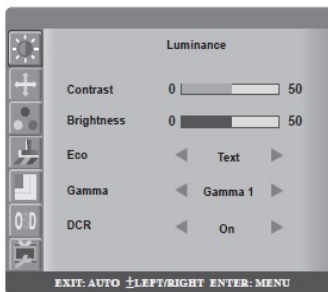 Luminance
Contrast 0 50
Brightness 0 50
Eco Text
Gamma Gamma 1
DCR On
OSD
EXIT: AUTO ±LEFT/RIGHT ENTER: MENU